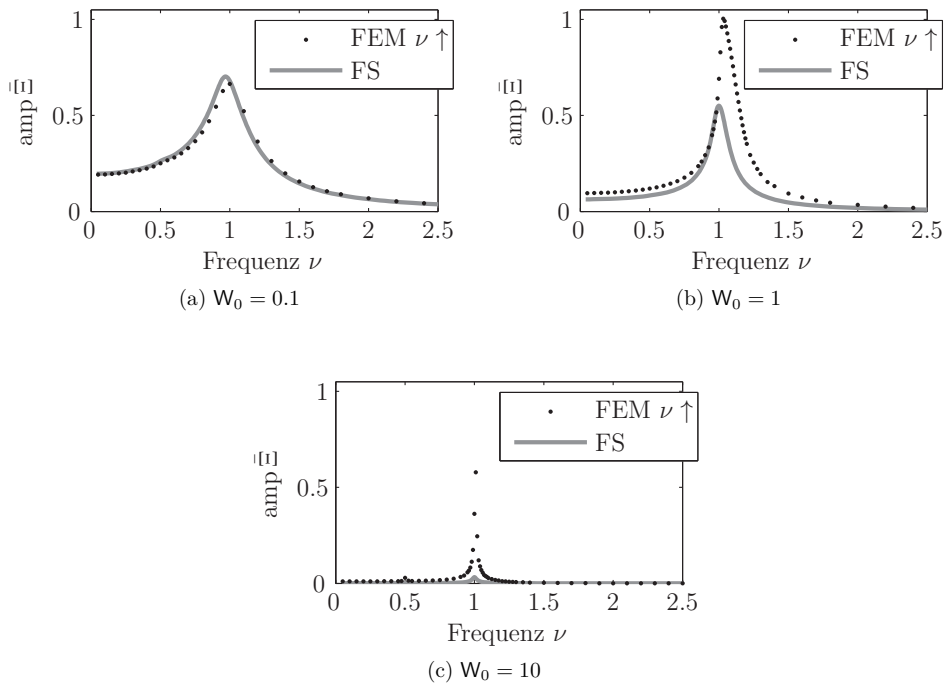 1
0.5
0
amp Ξ̄
FEM ν ↑
FS
0 0.5 1 1.5 2 2.5
Frequenz ν
(a) W₀ = 0.1
1
0.5
0
amp Ξ̄
FEM ν ↑
FS
0 0.5 1 1.5 2 2.5
Frequenz ν
(b) W₀ = 1
1
0.5
0
amp Ξ̄
FEM ν ↑
FS
0 0.5 1 1.5 2 2.5
Frequenz ν
(c) W₀ = 10